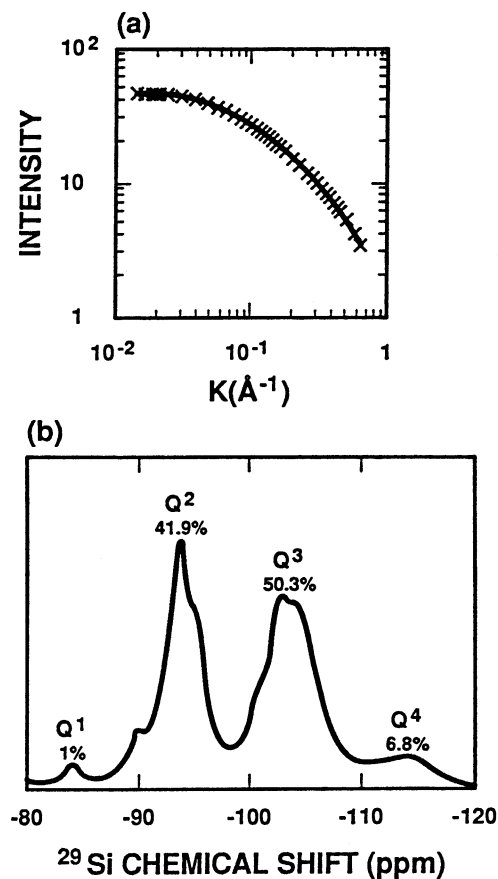 (a)
10²
10
1
INTENSITY
10⁻² 10⁻¹ 1
K(Å⁻¹)
(b)
Q²
41.9%
Q³
50.3%
Q¹
1%
Q⁴
6.8%
-80 -90 -100 -110 -120
²⁹Si CHEMICAL SHIFT (ppm)